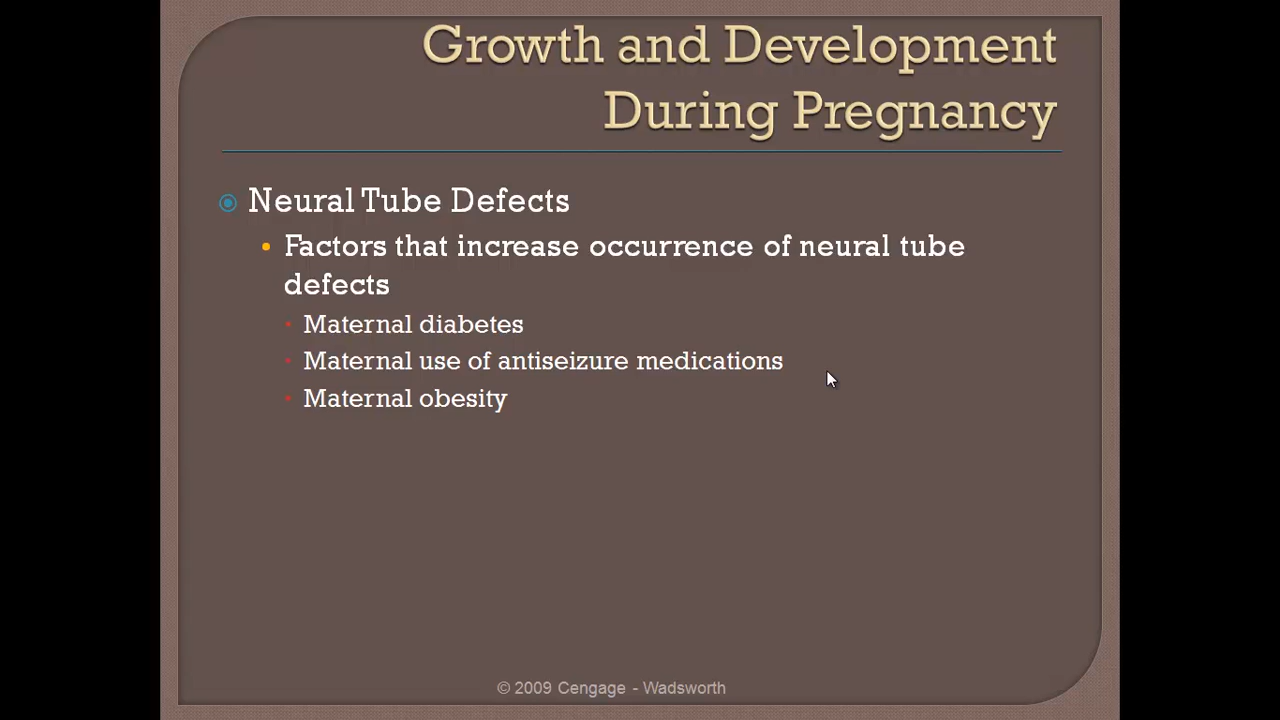 Growth and Development
During Pregnancy
Neural Tube Defects
Factors that increase occurrence of neural tube
defects
Maternal diabetes
Maternal use of antiseizure medications
Maternal obesity
© 2009 Cengage - Wadsworth